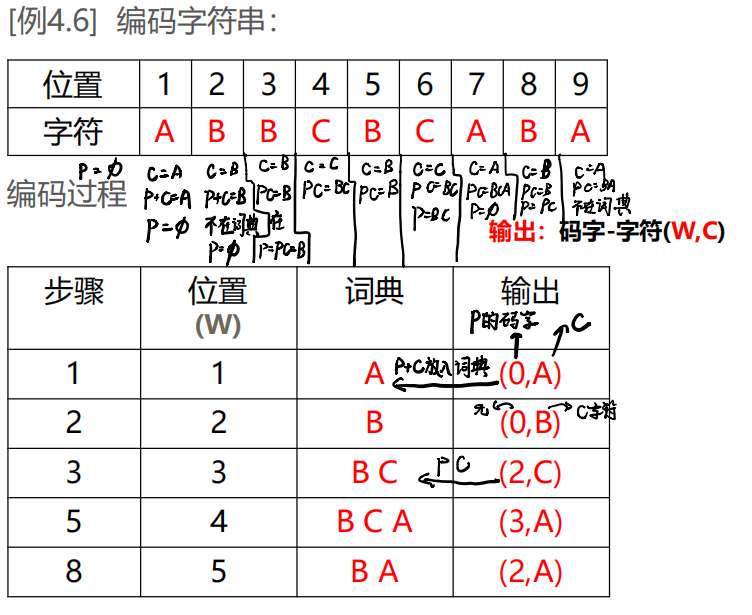 [例4.6] 编码字符串：
位置 1 2 3 4 5 6 7 8 9
字符 A B B C B C A B A
P=∅
编码过程
C=A
P+C=A
P=∅
C=B
P+C=B
不在词典
P=∅
C=B
PC=B
在
P=PC=B
C=C
PC=BC
C=B
PC=B
C=C
PC=BC
P=BC
C=A
PC=BCA
P=∅
C=B
PC=B
P=PC
C=A
PC=BA
不在词典
输出：码字-字符(W,C)
步骤 位置 (W) 词典 输出
P的码字 C
1 1 A P+C放入词典 (0,A)
2 2 B 无 (0,B) C字符
3 3 B C PC (2,C)
5 4 B C A (3,A)
8 5 B A (2,A)